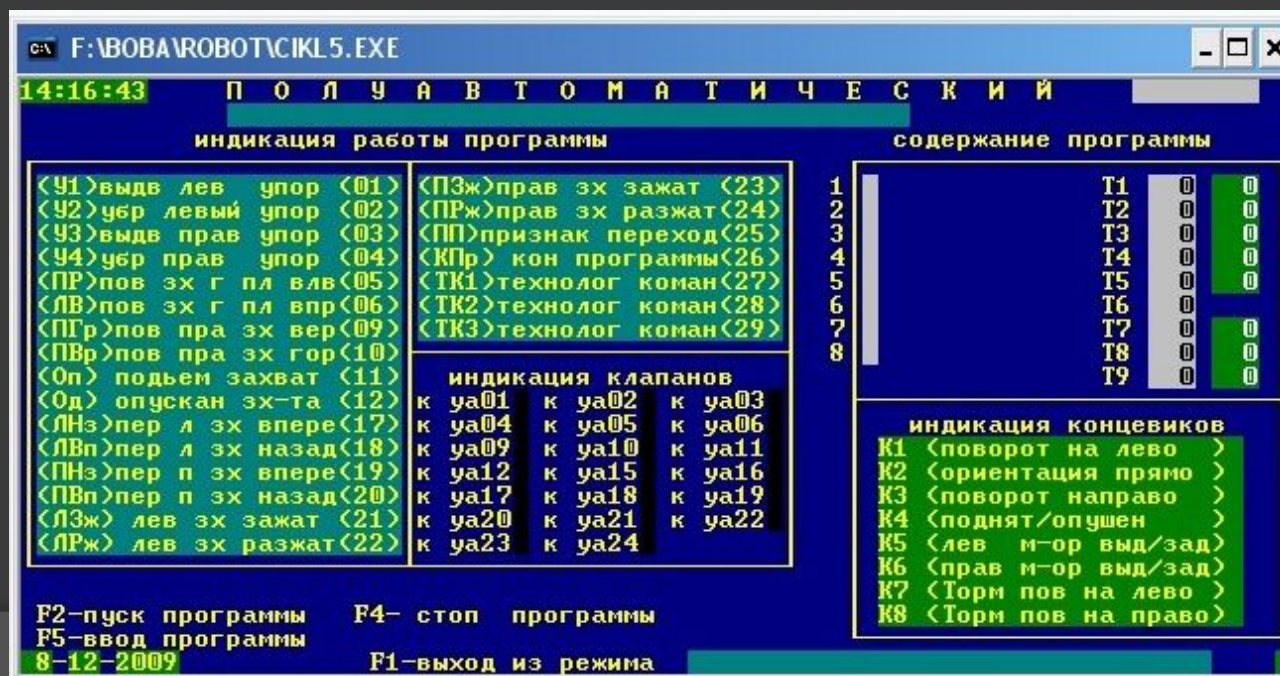 F:\BOBA\ROBOT\CIKL5.EXE
14:16:43 П О Л У А В Т О М А Т И Ч Е С К И Й
индикация работы программы
(У1)выдв лев упор (01)
(У2)убр левый упор (02)
(У3)выдв прав упор (03)
(У4)убр прав упор (04)
(ПР)пов зх г пл влв(05)
(ЛВ)пов зх г пл впр(06)
(ПГр)пов пра зх вер(09)
(ПВр)пов пра зх гор(10)
(Оп) подьем захват (11)
(Од) опускан зх-та (12)
(ЛНз)пер л зх впере(17)
(ЛВп)пер л зх назад(18)
(ПНз)пер п зх впере(19)
(ПВп)пер п зх назад(20)
(ЛЗж) лев зх зажат (21)
(ЛРж) лев зх разжат(22)
(ПЗж)прав зх зажат (23)
(ПРж)прав зх разжат(24)
(ПП)признак переход(25)
(КПр) кон программы(26)
(ТК1)технолог коман(27)
(ТК2)технолог коман(28)
(ТК3)технолог коман(29)
индикация клапанов
к уа01 к уа02 к уа03
к уа04 к уа05 к уа06
к уа09 к уа10 к уа11
к уа12 к уа15 к уа16
к уа17 к уа18 к уа19
к уа20 к уа21 к уа22
к уа23 к уа24
содержание программы
1 T1 0 0
2 T2 0 0
3 T3 0 0
4 T4 0 0
5 T5 0 0
6 T6 0
7 T7 0 0
8 T8 0 0
T9 0 0
индикация концевиков
К1 (поворот на лево )
К2 (ориентация прямо )
К3 (поворот направо )
К4 (поднят/опушен )
К5 (лев м-ор выд/зад)
К6 (прав м-ор выд/зад)
К7 (Торм пов на лево )
К8 (Торм пов на право)
F2-пуск программы F4- стоп программы
F5-ввод программы
8-12-2009 F1-выход из режима